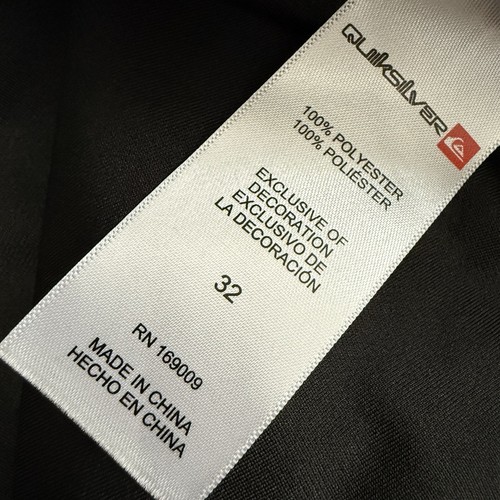 QUIKSILVER
100% POLYESTER
100% POLIÉSTER
EXCLUSIVE OF
DECORATION
EXCLUSIVO DE
LA DECORACIÓN
32
RN 169009
MADE IN CHINA
HECHO EN CHINA